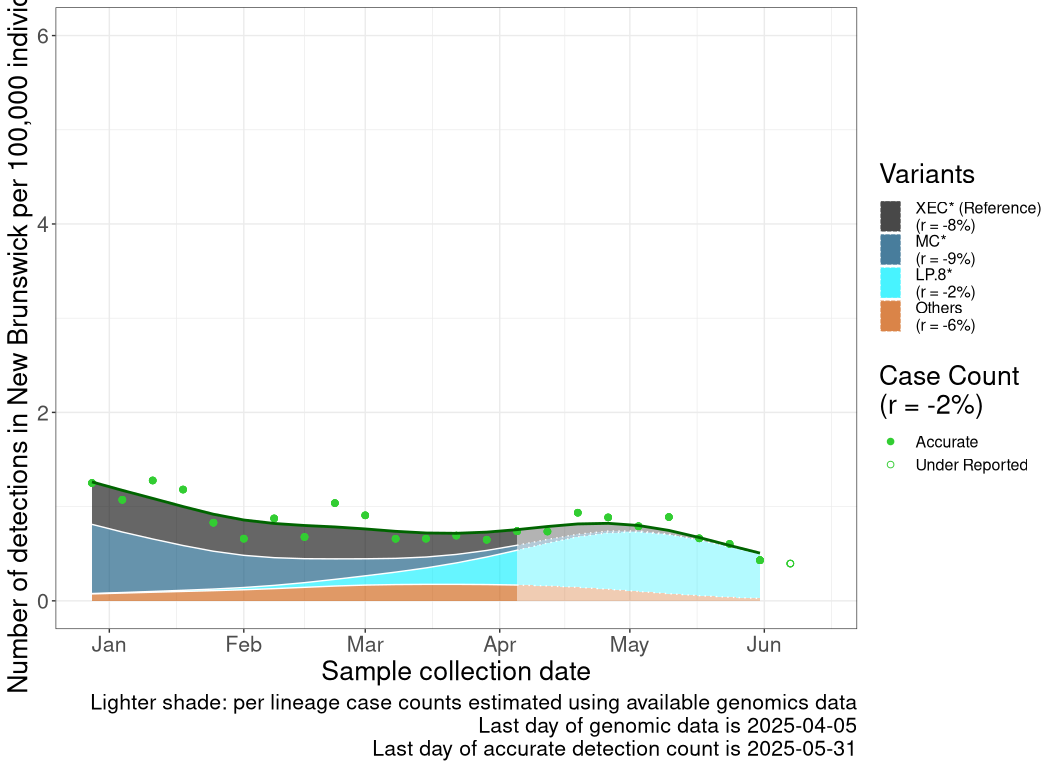 Number of detections in New Brunswick per 100,000
6
4
2
0
Jan Feb Mar Apr May Jun
Sample collection date
Lighter shade: per lineage case counts estimated using available genomics data
Last day of genomic data is 2025-04-05
Last day of accurate detection count is 2025-05-31
Variants
XEC* (Reference)
(r = -8%)
MC*
(r = -9%)
LP.8*
(r = -2%)
Others
(r = -6%)
Case Count
(r = -2%)
Accurate
Under Reported